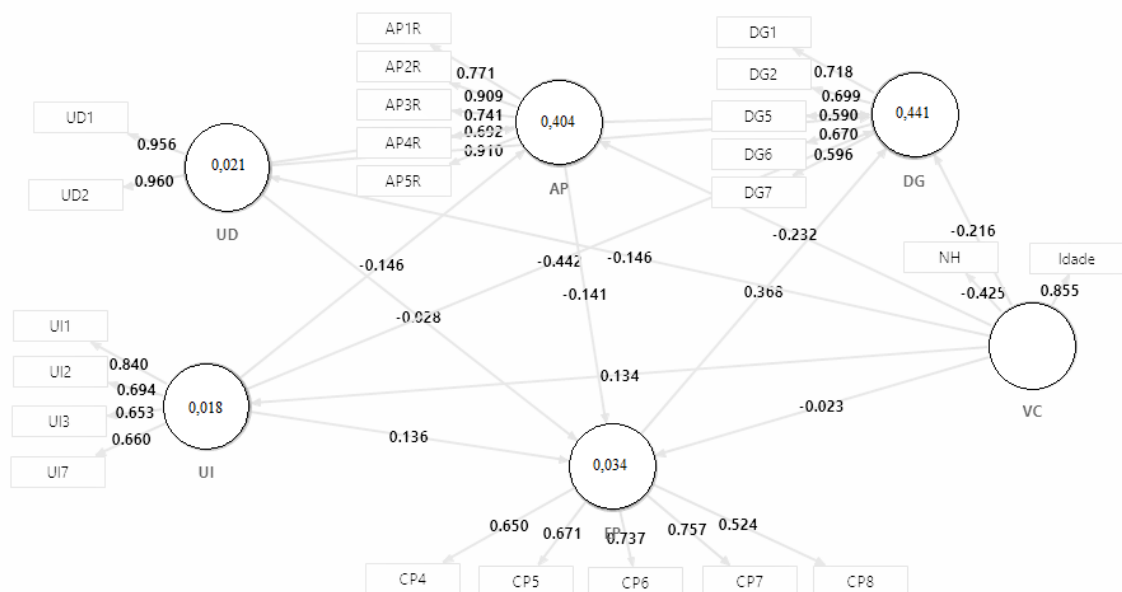 AP1R
AP2R
AP3R
AP4R
AP5R
0.771
0.909
0.741
0.692
0.910
0,404
AP
DG1
DG2
DG5
DG6
DG7
0.718
0.699
0.590
0.670
0.596
0,441
DG
UD1
UD2
0.956
0.960
0,021
UD
-0.146
-0.442
-0.146
-0.141
-0.028
-0.232
0.368
-0.216
NH
Idade
-0.425
0.855
VC
UI1
UI2
UI3
UI7
0.840
0.694
0.653
0.660
0,018
UI
0.134
-0.023
0.136
0,034
0.650
0.671
0.737
0.757
0.524
CP4
CP5
CP6
CP7
CP8